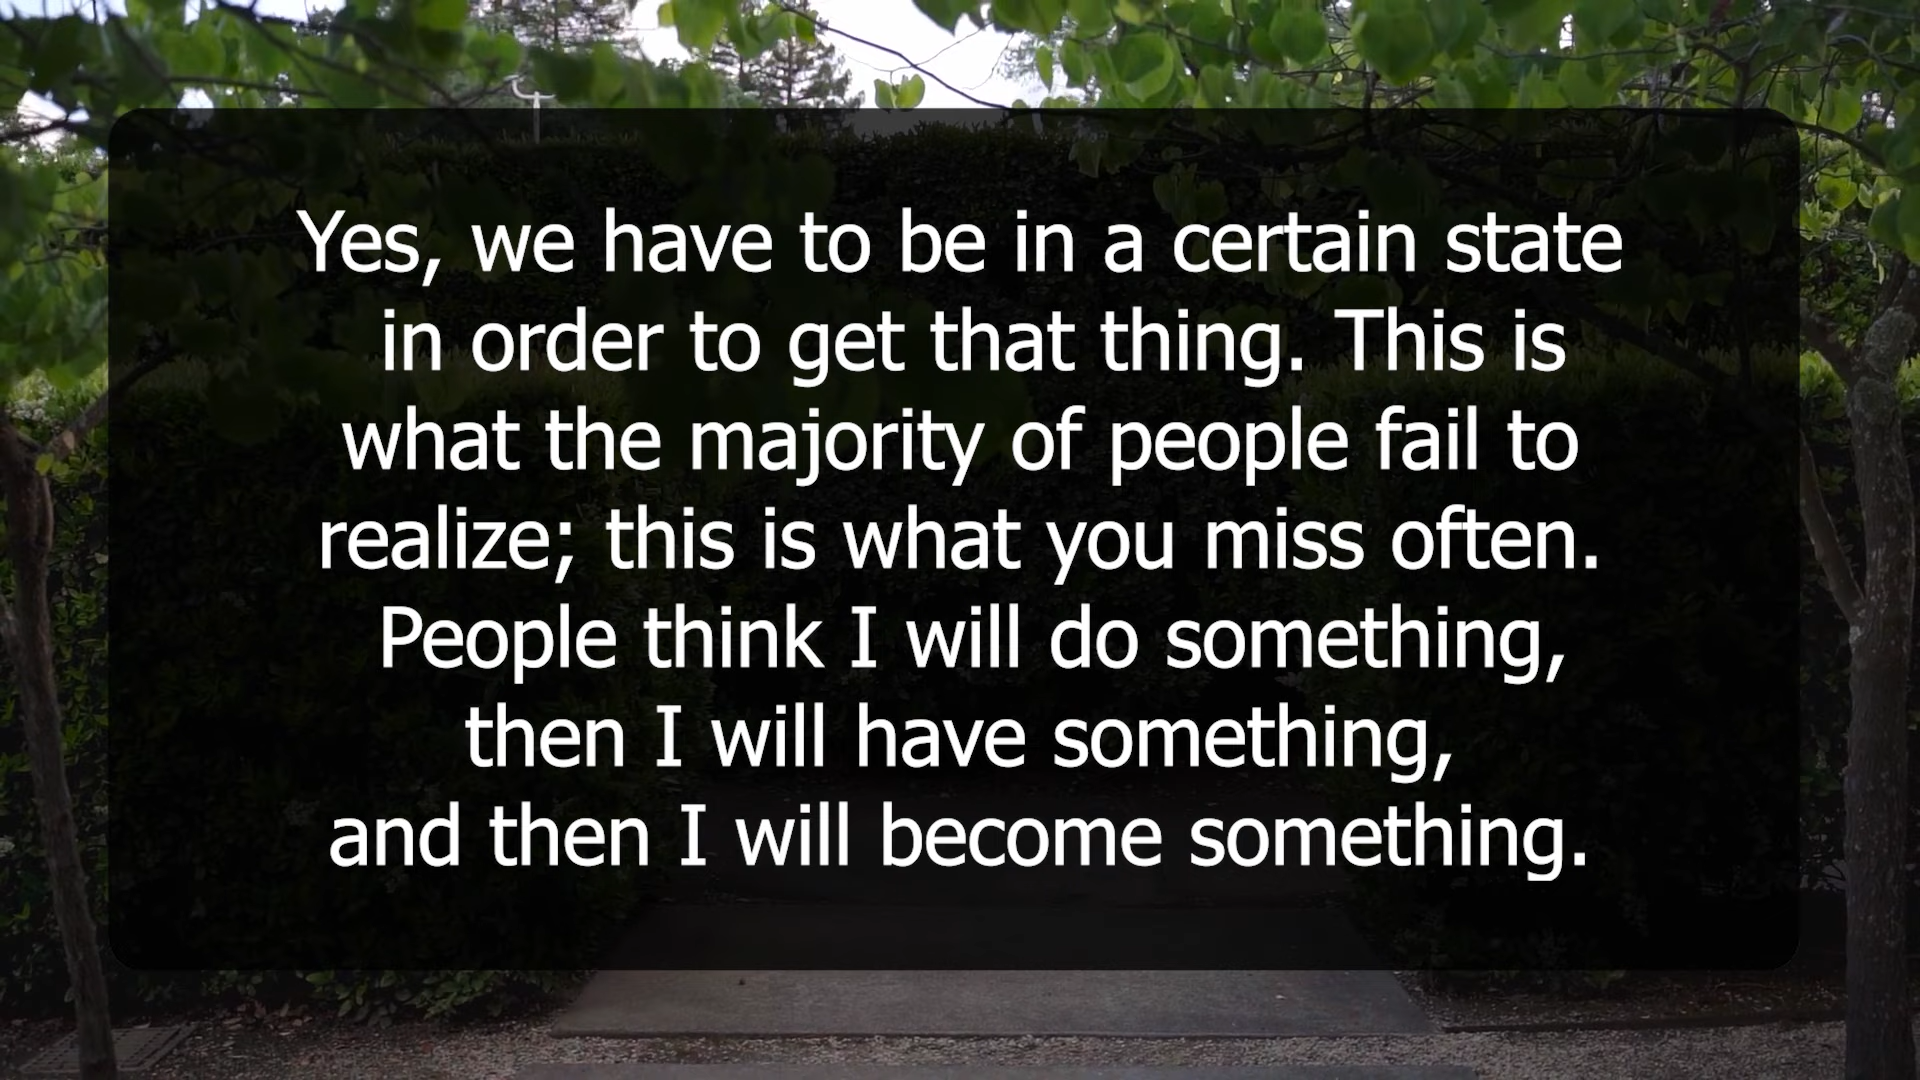 Yes, we have to be in a certain state
in order to get that thing. This is
what the majority of people fail to
realize; this is what you miss often.
People think I will do something,
then I will have something,
and then I will become something.